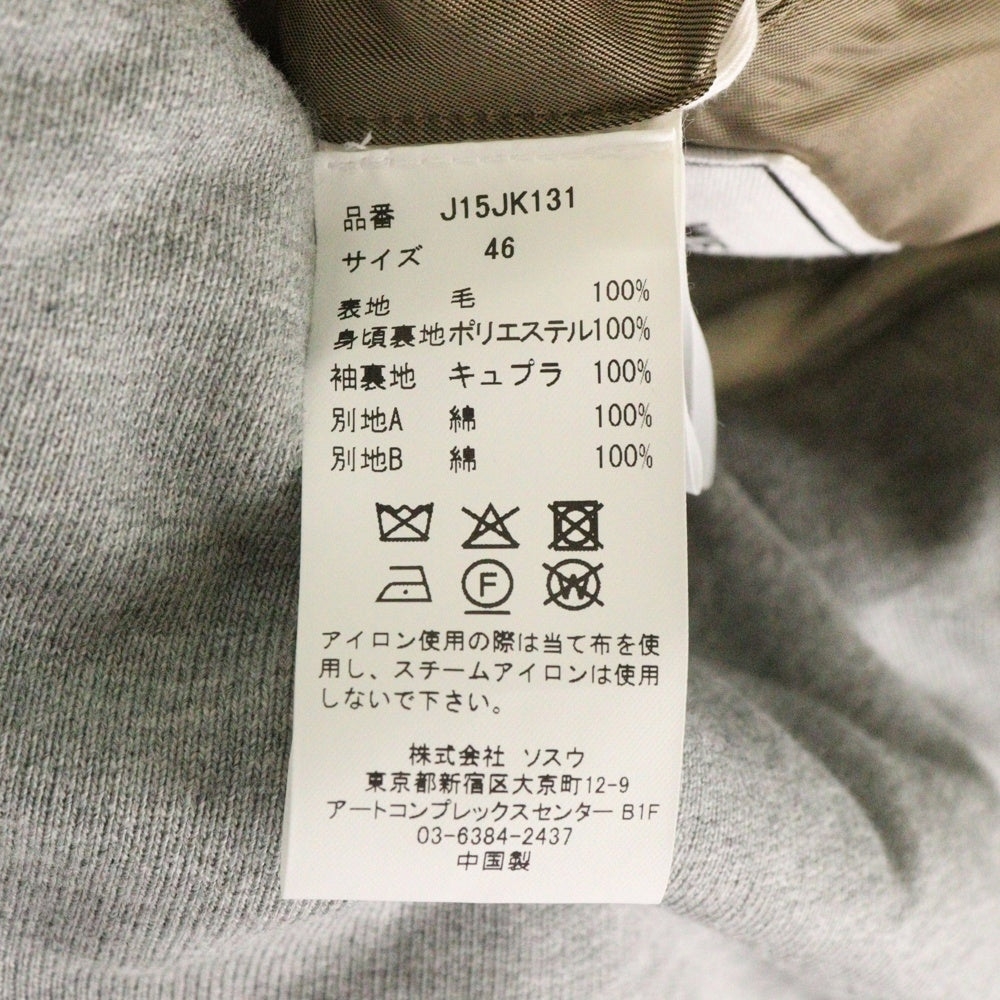 品番 J15JK131
サイズ 46
表地 毛 100%
身頃裏地 ポリエステル 100%
袖裏地 キュプラ 100%
別地A 綿 100%
別地B 綿 100%
F W
アイロン使用の際は当て布を使
用し、スチームアイロンは使用
しないで下さい。
株式会社 ソスウ
東京都新宿区大京町12-9
アートコンプレックスセンター B1F
03-6384-2437
中国製